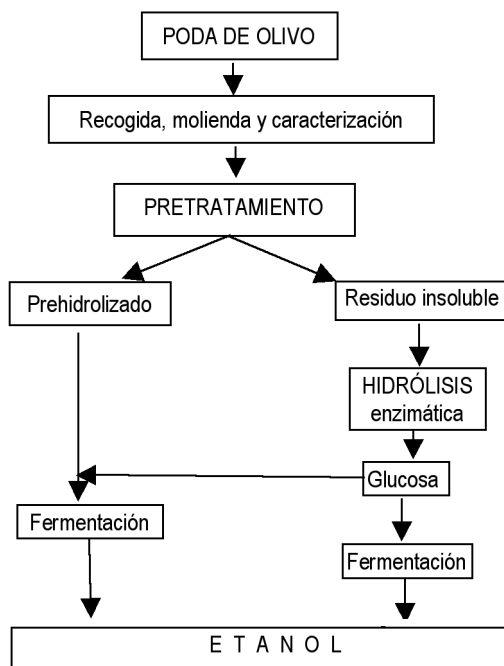 PODA DE OLIVO
Recogida, molienda y caracterización
PRETRATAMIENTO
Prehidrolizado
Residuo insoluble
HIDRÓLISIS
enzimática
Glucosa
Fermentación
Fermentación
E T A N O L